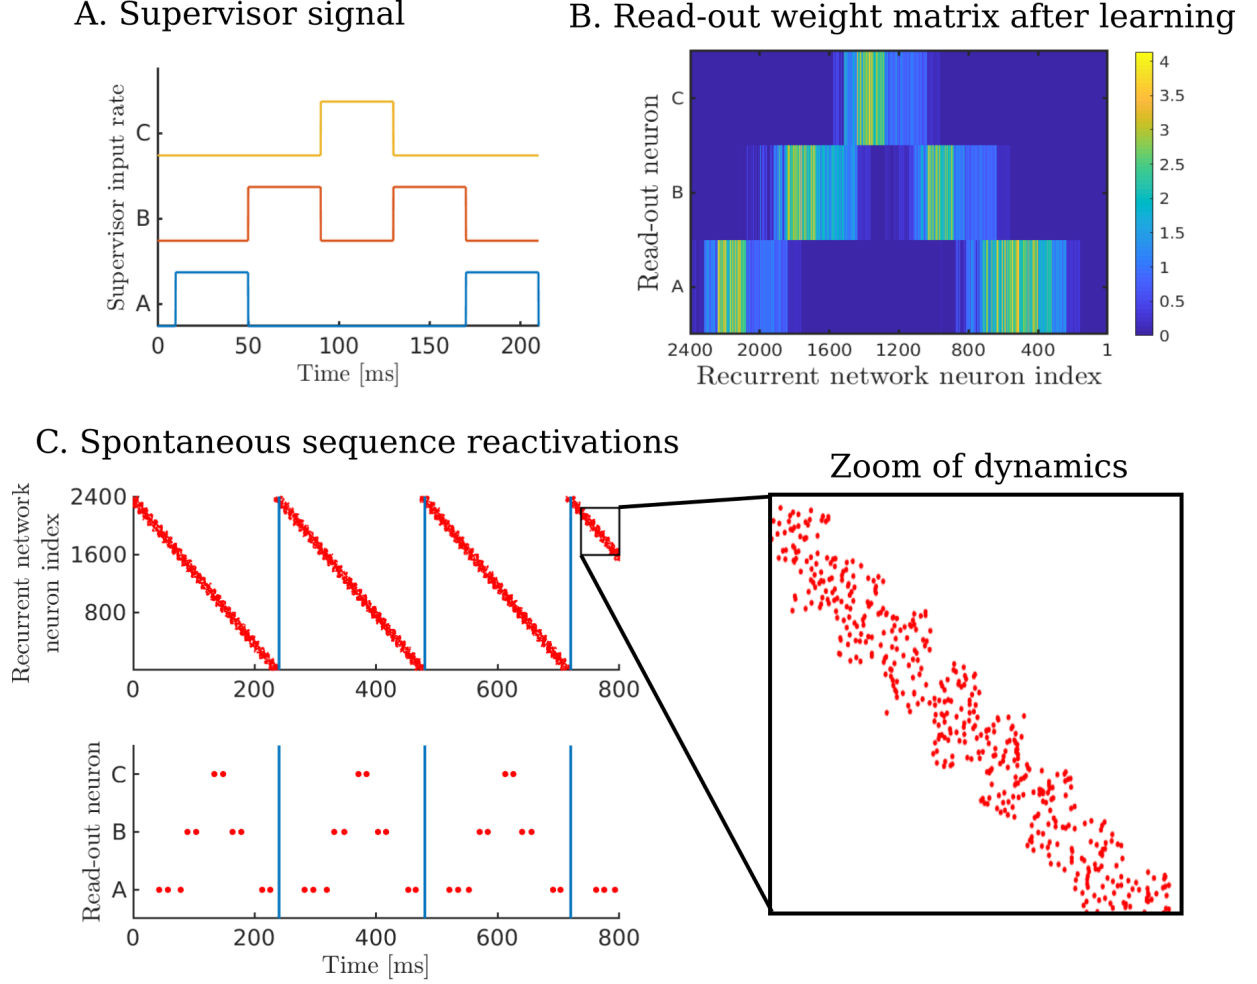 A. Supervisor signal
Supervisor input rate
C
B
A
0 50 100 150 200
Time [ms]
B. Read-out weight matrix after learning
Read-out neuron
C
B
A
2400 2000 1600 1200 800 400 1
Recurrent network neuron index
4
3.5
3
2.5
2
1.5
1
0.5
0
C. Spontaneous sequence reactivations
Recurrent network
neuron index
2400
1600
800
0 200 400 600 800
Zoom of dynamics
Read-out neuron
C
B
A
0 200 400 600 800
Time [ms]